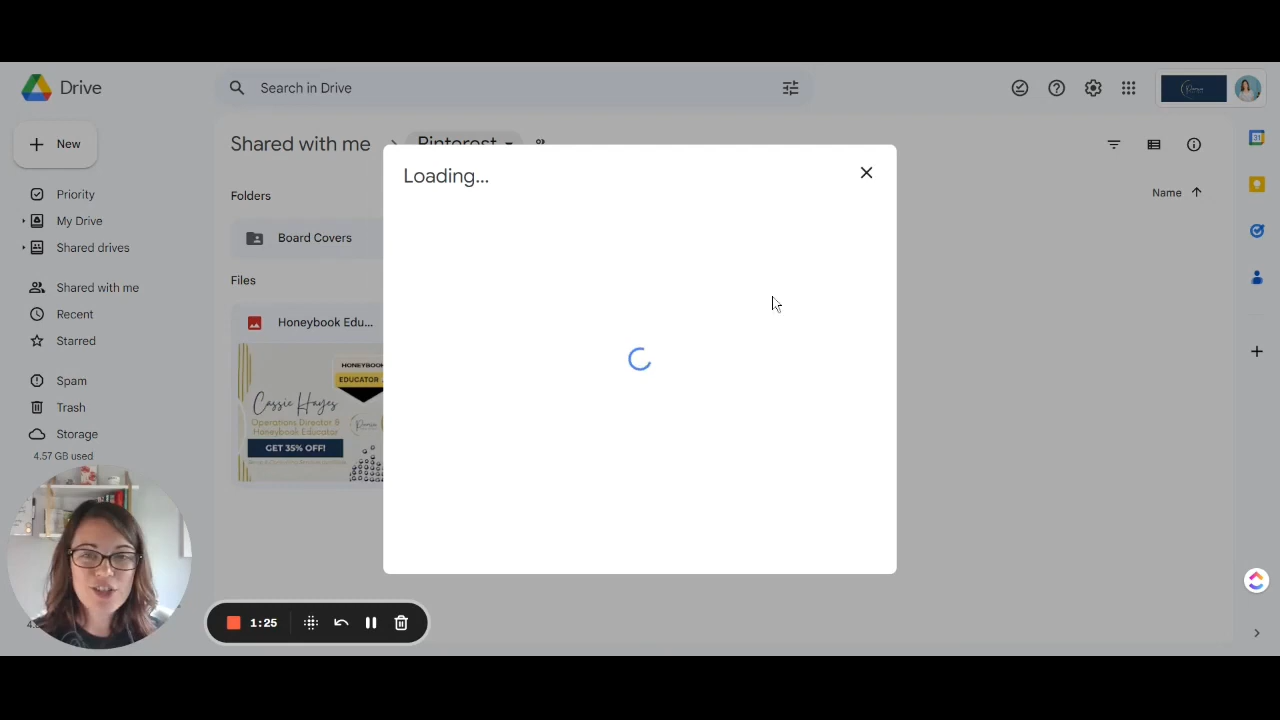 Drive
Search in Drive
New
Priority
My Drive
Shared drives
Shared with me
Recent
Starred
Spam
Trash
Storage
4.57 GB used
Shared with me
Pinterest
Folders
Name
Board Covers
Files
Honeybook Edu...
HONEYBOOK
EDUCATOR
Cassie Hayes
Operations Director &
Honeybook Educator
GET 35% OFF!
Loading...
1:25